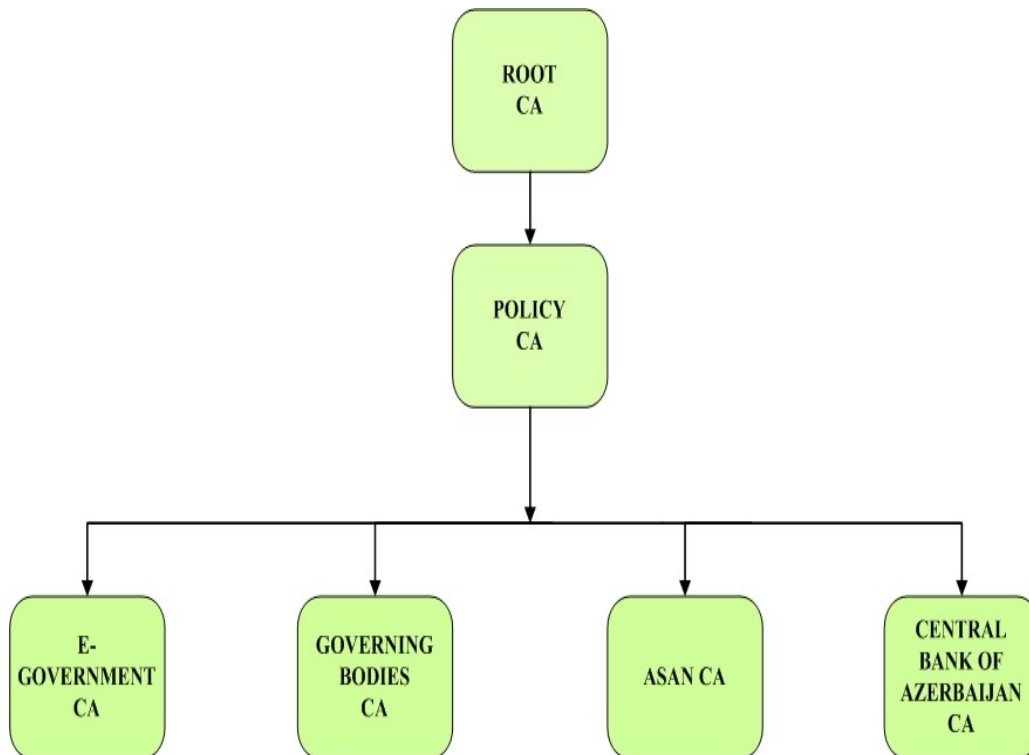 ROOT
CA
POLICY
CA
E-
GOVERNMENT
CA
GOVERNING
BODIES
CA
ASAN CA
CENTRAL
BANK OF
AZERBAIJAN
CA